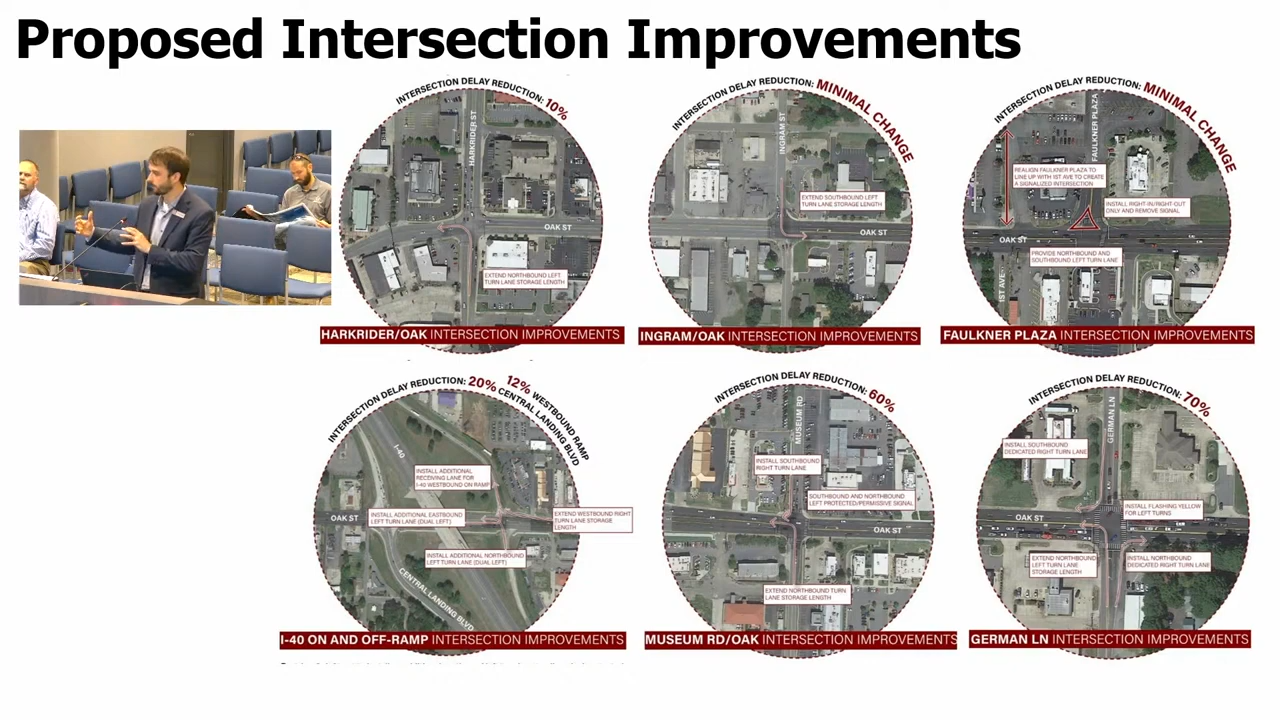 Proposed Intersection Improvements
INTERSECTION DELAY REDUCTION: 10%
HARKRIDER ST
OAK ST
EXTEND NORTHBOUND LEFT
TURN LANE STORAGE LENGTH
HARKRIDER/OAK INTERSECTION IMPROVEMENTS
INTERSECTION DELAY REDUCTION: MINIMAL CHANGE
INGRAM ST
EXTEND SOUTHBOUND LEFT
TURN LANE STORAGE LENGTH
OAK ST
INGRAM/OAK INTERSECTION IMPROVEMENTS
INTERSECTION DELAY REDUCTION: MINIMAL CHANGE
FAULKNER PLAZA
REALIGN FAULKNER PLAZA TO
LINE UP WITH 1ST AVE TO CREATE
A SIGNALIZED INTERSECTION
INSTALL RIGHT-IN/RIGHT-OUT
ONLY AND REMOVE SIGNAL
OAK ST
PROVIDE NORTHBOUND AND
SOUTHBOUND LEFT TURN LANE
1ST AVE
FAULKNER PLAZA INTERSECTION IMPROVEMENTS
INTERSECTION DELAY REDUCTION: 20% CENTRAL LANDING BLVD
12% WESTBOUND RAMP
I-40
INSTALL ADDITIONAL
RECEIVING LANE FOR
I-40 WESTBOUND ON RAMP
OAK ST
INSTALL ADDITIONAL EASTBOUND
LEFT TURN LANE (DUAL LEFT)
EXTEND WESTBOUND RIGHT
TURN LANE STORAGE
LENGTH
INSTALL ADDITIONAL NORTHBOUND
LEFT TURN LANE (DUAL LEFT)
CENTRAL LANDING BLVD
I-40 ON AND OFF-RAMP INTERSECTION IMPROVEMENTS
INTERSECTION DELAY REDUCTION: 60%
MUSEUM RD
INSTALL SOUTHBOUND
RIGHT TURN LANE
SOUTHBOUND AND NORTHBOUND
LEFT PROTECTED/PERMISSIVE SIGNAL
OAK ST
EXTEND NORTHBOUND TURN
LANE STORAGE LENGTH
MUSEUM RD/OAK INTERSECTION IMPROVEMENTS
INTERSECTION DELAY REDUCTION: 70%
GERMAN LN
INSTALL SOUTHBOUND
DEDICATED RIGHT TURN LANE
INSTALL FLASHING YELLOW
FOR LEFT TURNS
OAK ST
EXTEND NORTHBOUND
LEFT TURN LANE
STORAGE LENGTH
INSTALL NORTHBOUND
DEDICATED RIGHT TURN LANE
GERMAN LN INTERSECTION IMPROVEMENTS